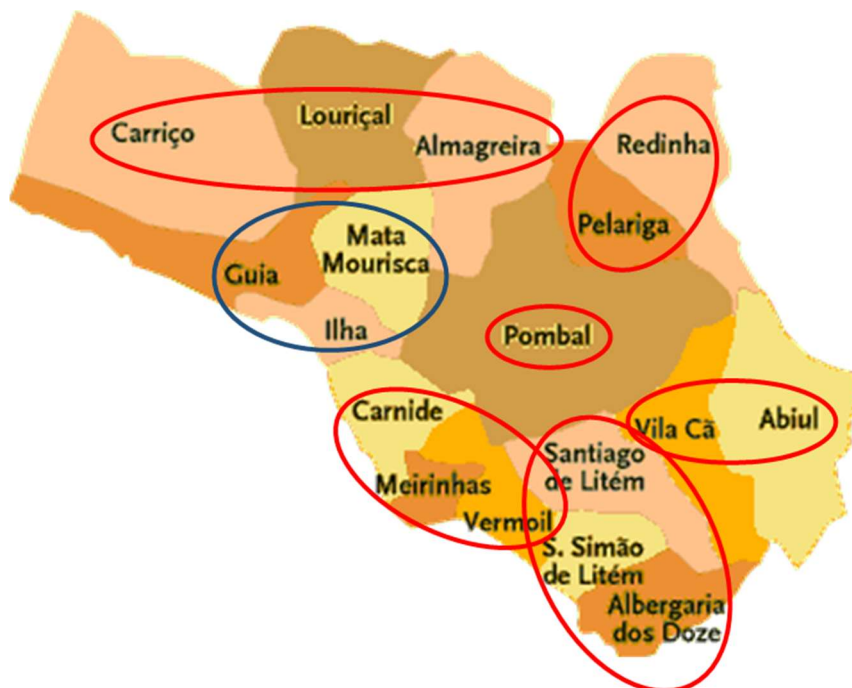 Carriço
Louriçal
Almagreira
Redinha
Pelariga
Guia
Mata
Mourisca
Ilha
Pombal
Carnide
Meirinhas
Vermoil
Vila Cã
Abiul
Santiago
de Litém
S. Simão
de Litém
Albergaria
dos Doze